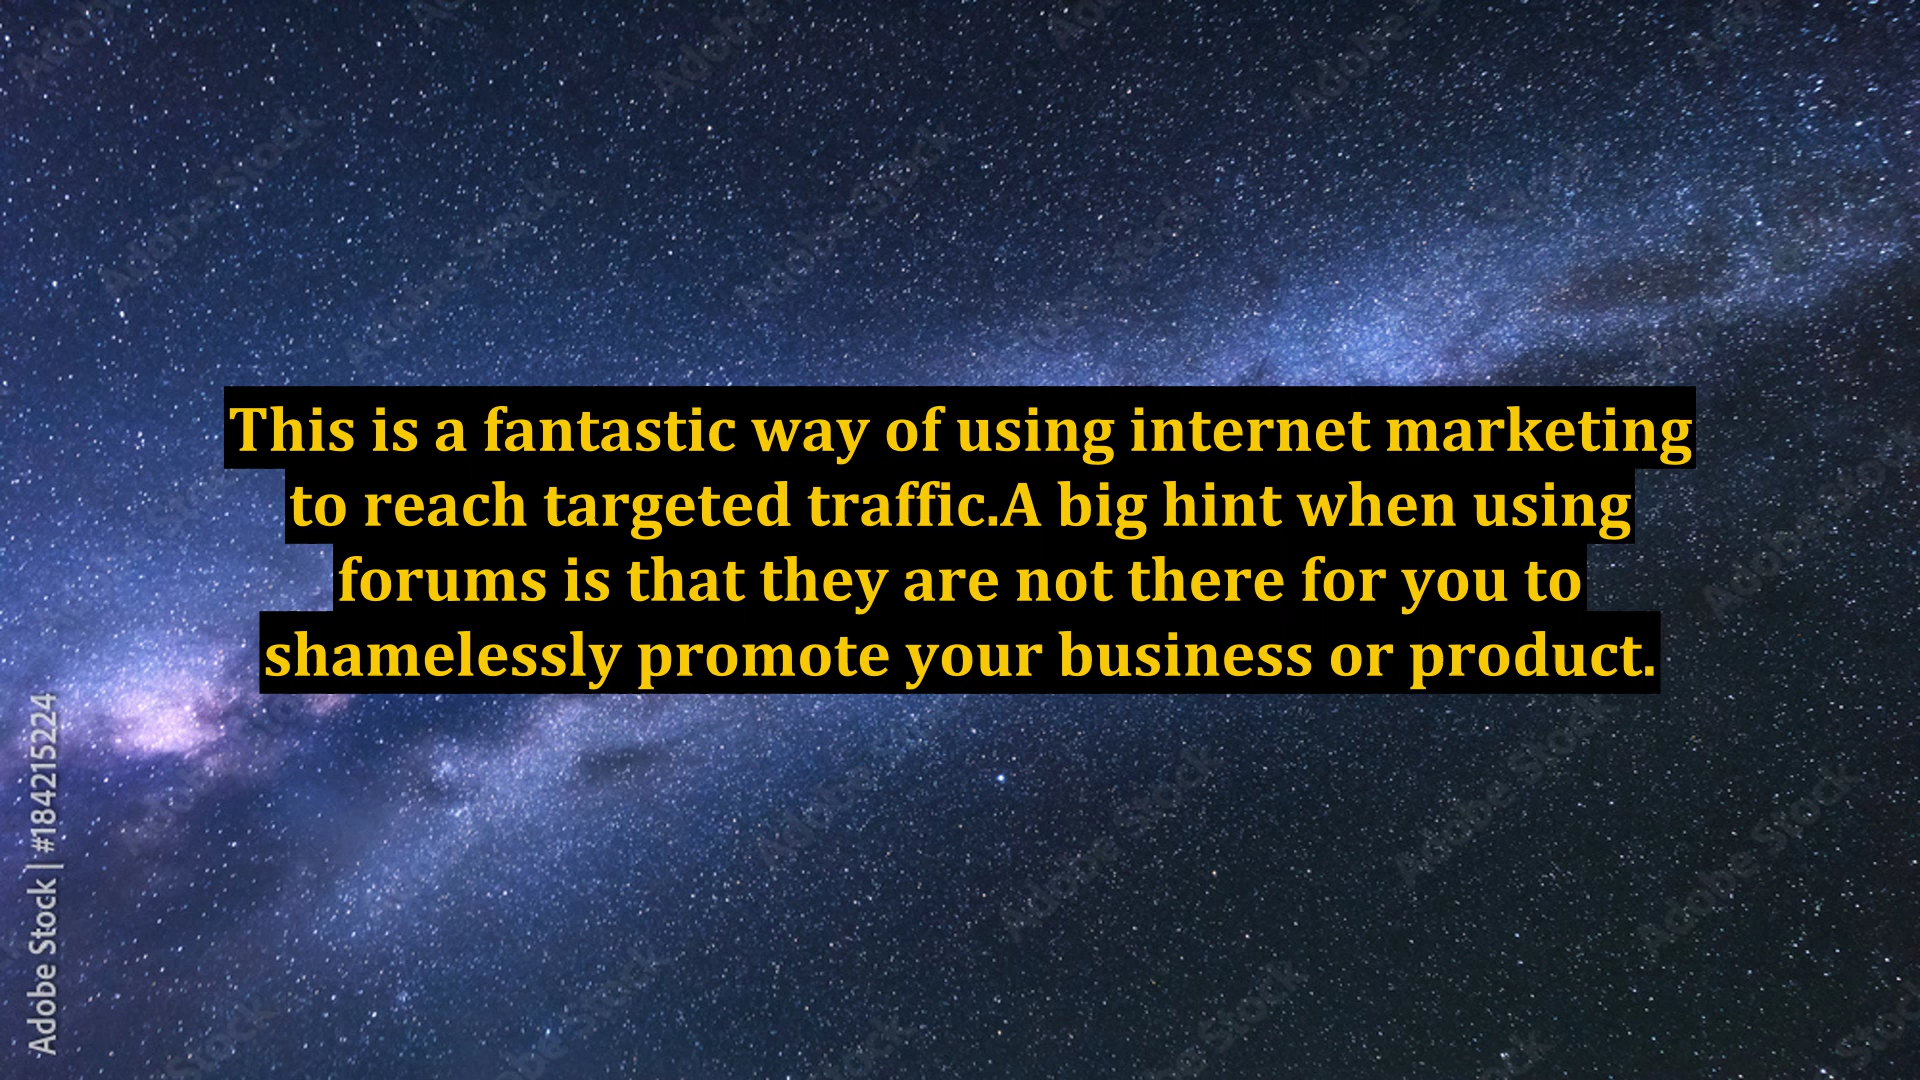 This is a fantastic way of using internet marketing
to reach targeted traffic.A big hint when using
forums is that they are not there for you to
shamelessly promote your business or product.
Adobe Stock | #184215224